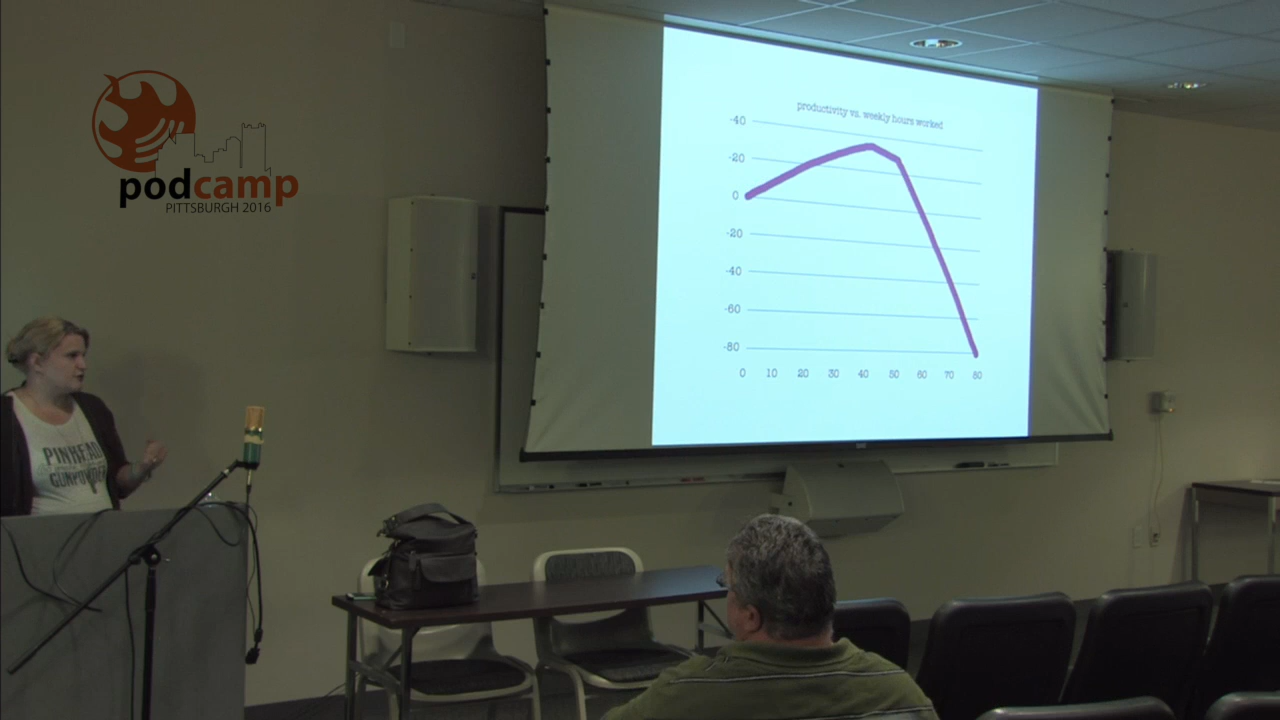 podcamp
PITTSBURGH 2016
productivity vs. weekly hours worked
-40
-20
0
-20
-40
-60
-80
0 10 20 30 40 50 60 70 80
PINHEAD
GUNPOWDER